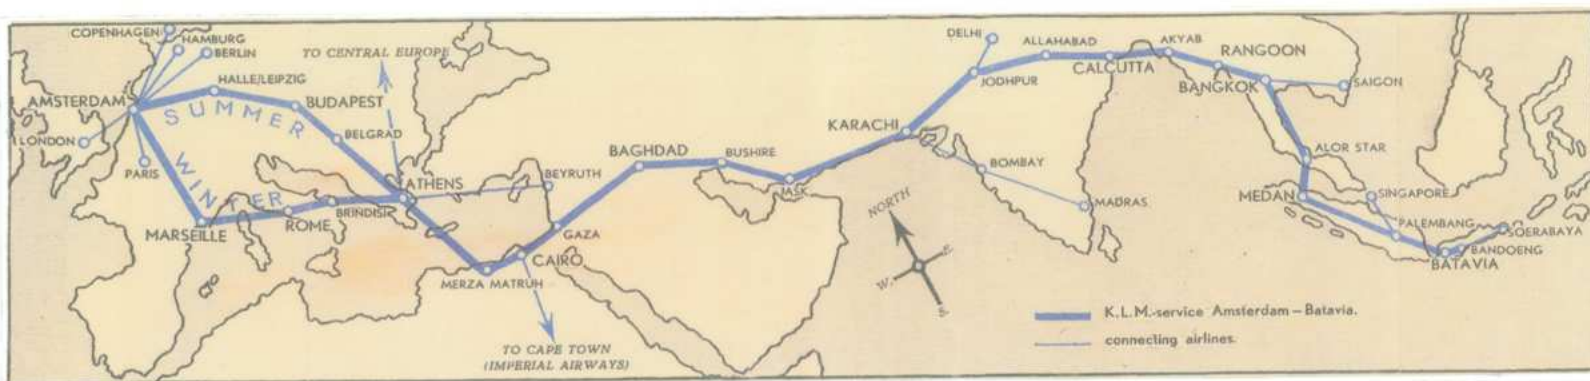 COPENHAGEN
HAMBURG
BERLIN
TO CENTRAL EUROPE
HALLE/LEIPZIG
AMSTERDAM
SUMMER
BUDAPEST
LONDON
BELGRAD
PARIS
WINTER
ATHENS
MARSEILLE
ROME
BRINDISI
BEYRUTH
GAZA
CAIRO
MERZA MATRUH
TO CAPE TOWN
(IMPERIAL AIRWAYS)
BAGHDAD
BUSHIRE
JASK
KARACHI
DELHI
JODHPUR
ALLAHABAD
CALCUTTA
AKYAB
RANGOON
BANGKOK
SAIGON
BOMBAY
MADRAS
ALOR STAR
MEDAN
SINGAPORE
PALEMBANG
SOERABAYA
BANDOENG
BATAVIA
NORTH
W.
E.
S.
K.L.M.-service Amsterdam – Batavia.
connecting airlines.